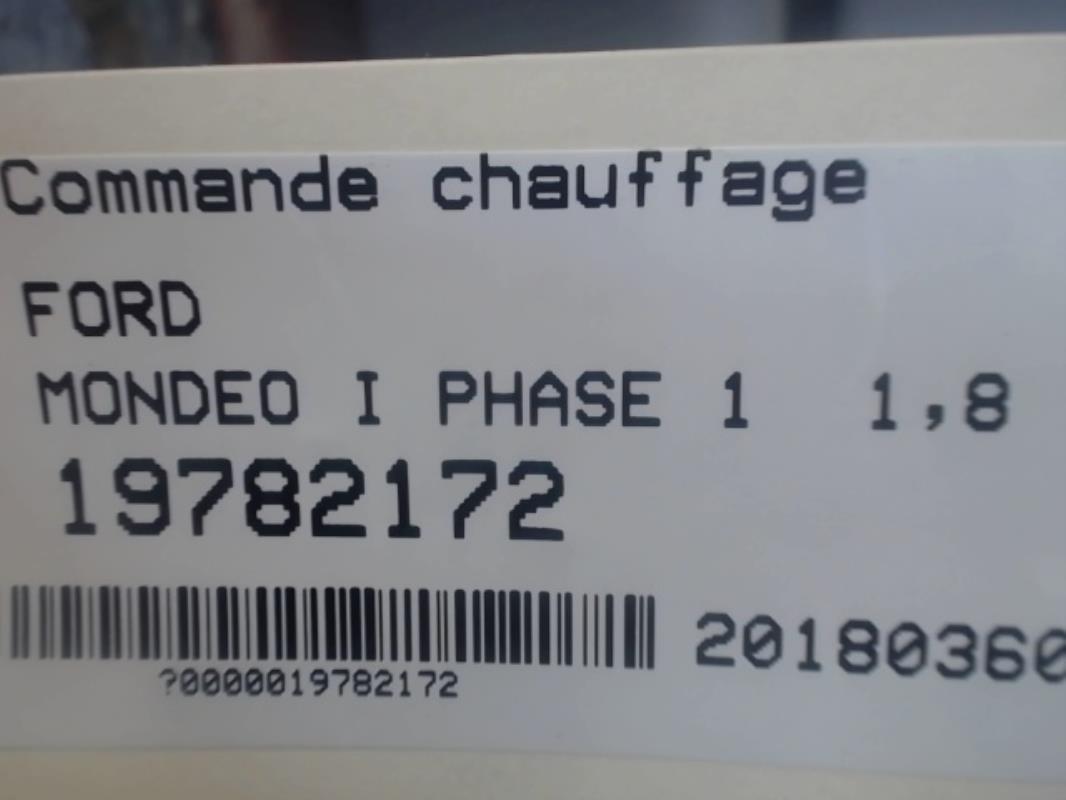 Commande chauffage
FORD
MONDEO I PHASE 1 1,8
19782172
20180360
?0000019782172